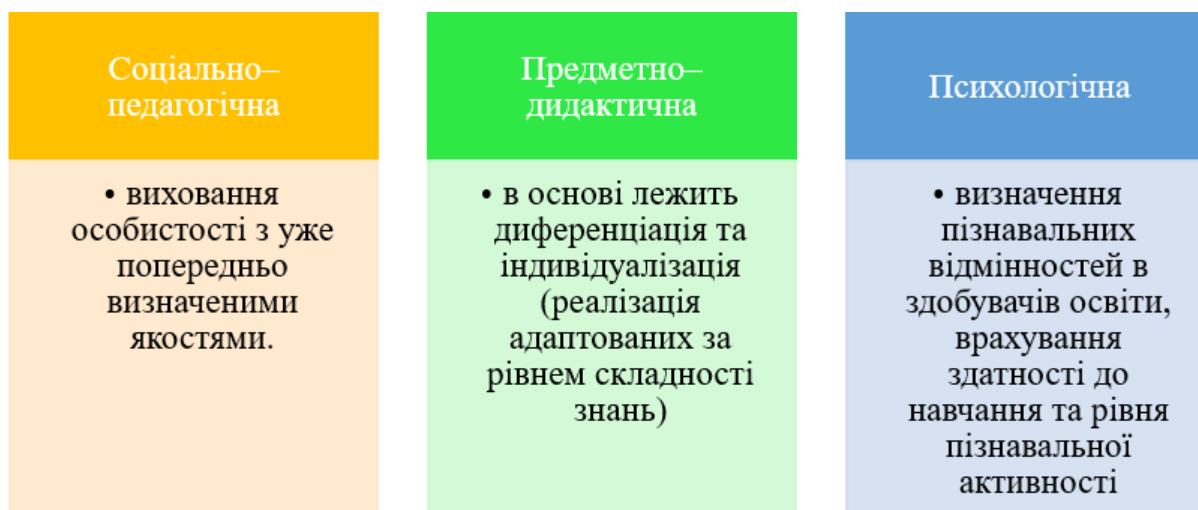 Соціально–
педагогічна
• виховання
особистості з уже
попередньо
визначеними
якостями.
Предметно–
дидактична
• в основі лежить
диференціація та
індивідуалізація
(реалізація
адаптованих за
рівнем складності
знань)
Психологічна
• визначення
пізнавальних
відмінностей в
здобувачів освіти,
врахування
здатності до
навчання та рівня
пізнавальної
активності